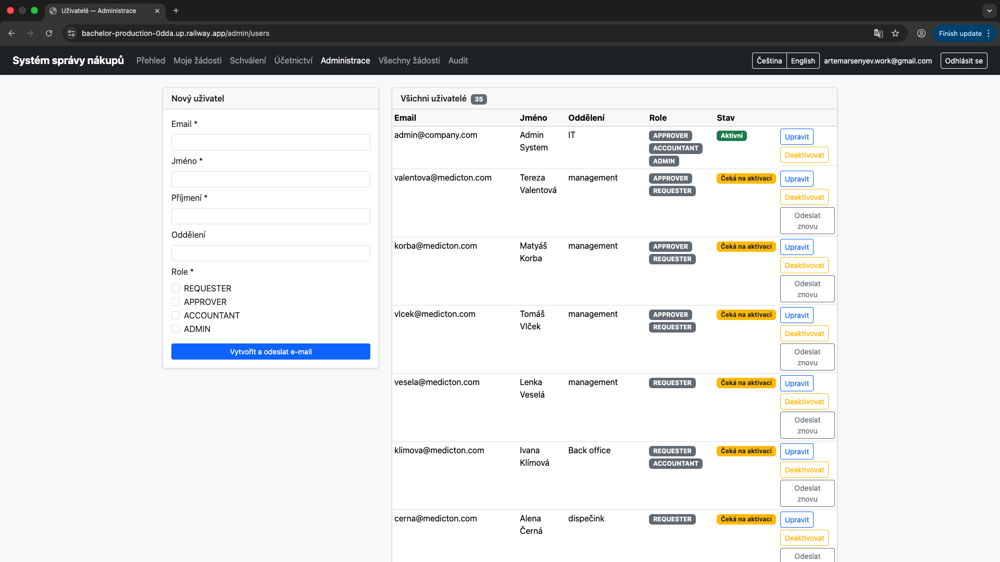 Uživatelé — Administrace
bachelor-production-0dda.up.railway.app/admin/users
Finish update
Systém správy nákupů
Přehled
Moje žádosti
Schválení
Účetnictví
Administrace
Všechny žádosti
Audit
Čeština
English
artemarsenyev.work@gmail.com
Odhlásit se
Nový uživatel
Email *
Jméno *
Příjmení *
Oddělení
Role *
REQUESTER
APPROVER
ACCOUNTANT
ADMIN
Vytvořit a odeslat e-mail
Všichni uživatelé 35
Email Jméno Oddělení Role Stav
admin@company.com
Admin
System
IT
APPROVER
ACCOUNTANT
ADMIN
Aktivní
Upravit
Deaktivovat
valentova@medicton.com
Tereza
Valentová
management
APPROVER
REQUESTER
Čeká na aktivaci
Upravit
Deaktivovat
Odeslat
znovu
korba@medicton.com
Matyáš
Korba
management
APPROVER
REQUESTER
Čeká na aktivaci
Upravit
Deaktivovat
Odeslat
znovu
vlcek@medicton.com
Tomáš
Vlček
management
APPROVER
REQUESTER
Čeká na aktivaci
Upravit
Deaktivovat
Odeslat
znovu
vesela@medicton.com
Lenka
Veselá
management
REQUESTER
Čeká na aktivaci
Upravit
Deaktivovat
Odeslat
znovu
klimova@medicton.com
Ivana
Klímová
Back office
REQUESTER
ACCOUNTANT
Čeká na aktivaci
Upravit
Deaktivovat
Odeslat
znovu
cerna@medicton.com
Alena
Černá
dispečink
REQUESTER
Čeká na aktivaci
Upravit
Deaktivovat
Odeslat